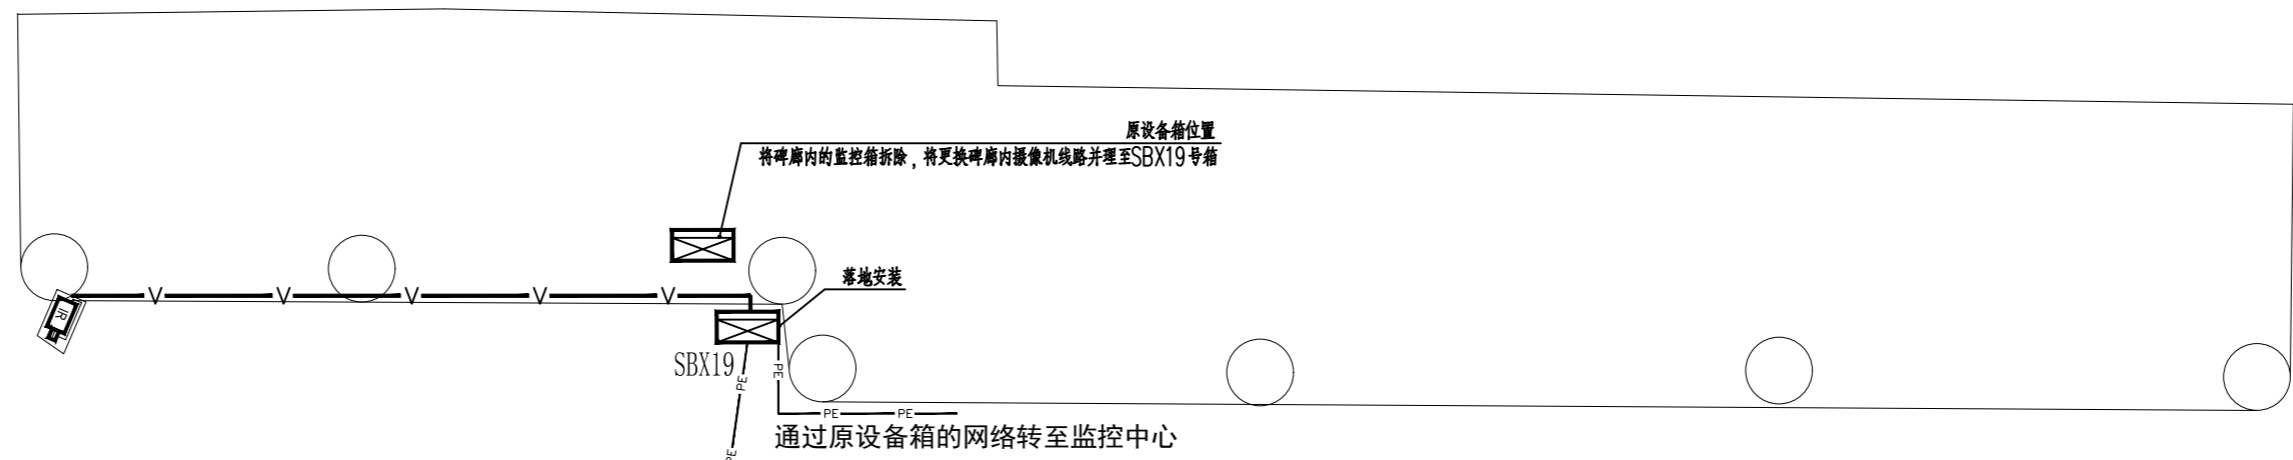 原设备箱位置
将碑廊内的监控箱拆除，将更换碑廊内摄像机线路并理至SBX19号箱
落地安装
V V V V V
IR
SBX19
PE
PE
PE PE
PE
通过原设备箱的网络转至监控中心